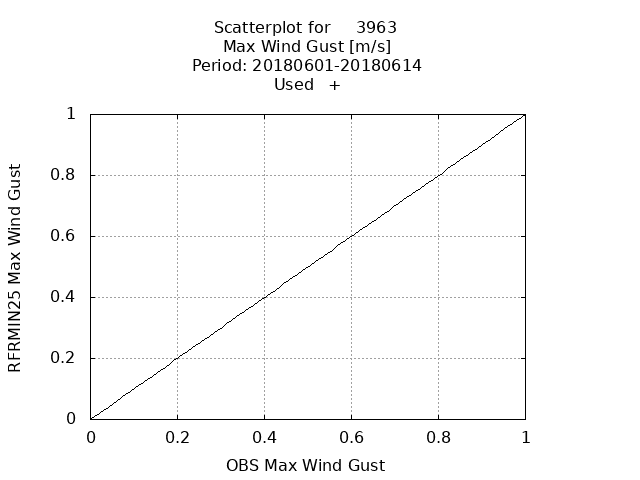 Scatterplot for     3963
Max Wind Gust [m/s]
Period: 20180601-20180614
Used   +
1
0.8
0.6
0.4
0.2
0
RFRMIN25 Max Wind Gust
0 0.2 0.4 0.6 0.8 1
OBS Max Wind Gust